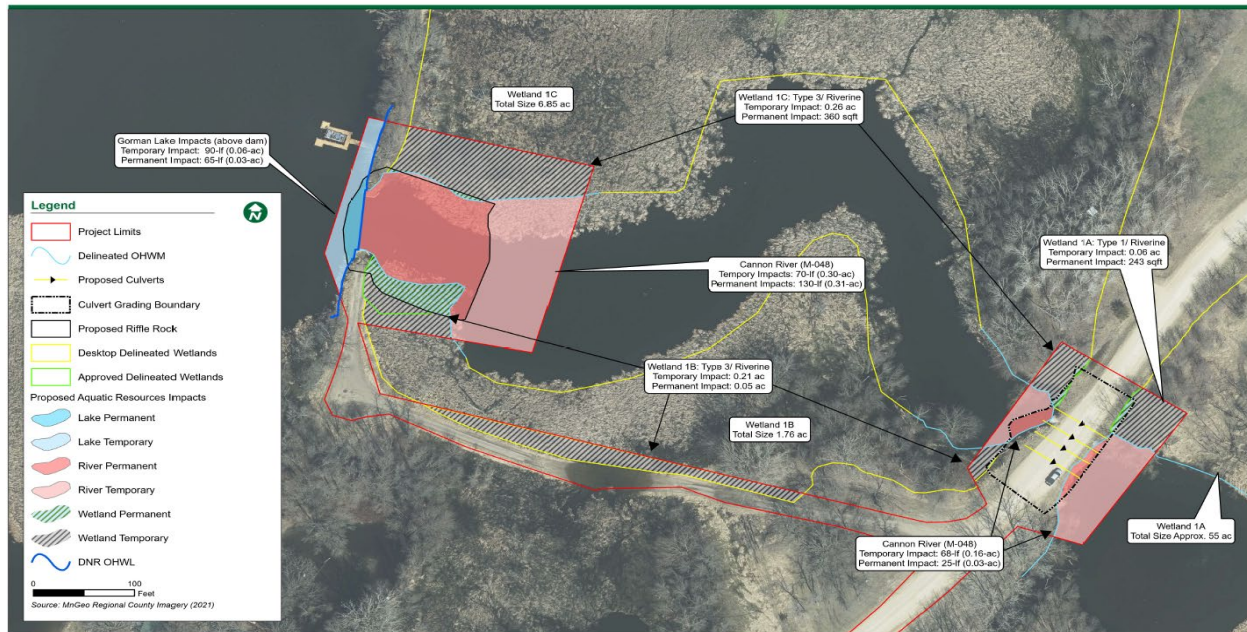 Wetland 1C
Total Size 6.85 ac
Wetland 1C: Type 3/ Riverine
Temporary Impact: 0.26 ac
Permanent Impact: 360 sqft
Gorman Lake Impacts (above dam)
Temporary Impact: 90-lf (0.06-ac)
Permanent Impact: 65-lf (0.03-ac)
Wetland 1A: Type 1/ Riverine
Temporary Impact: 0.06 ac
Permanent Impact: 243 sqft
Cannon River (M-048)
Tempory Impacts: 70-lf (0.30-ac)
Permanent Impacts: 130-lf (0.31-ac)
Wetland 1B: Type 3/ Riverine
Temporary Impact: 0.21 ac
Permanent Impact: 0.05 ac
Wetland 1B
Total Size 1.76 ac
Wetland 1A
Total Size Approx. 55 ac
Cannon River (M-048)
Temporary Impact: 68-lf (0.16-ac)
Permanent Impact: 25-lf (0.03-ac)
Legend
N
Project Limits
Delineated OHWM
Proposed Culverts
Culvert Grading Boundary
Proposed Riffle Rock
Desktop Delineated Wetlands
Approved Delineated Wetlands
Proposed Aquatic Resources Impacts
Lake Permanent
Lake Temporary
River Permanent
River Temporary
Wetland Permanent
Wetland Temporary
DNR OHWL
0 100
Feet
Source: MnGeo Regional County Imagery (2021)